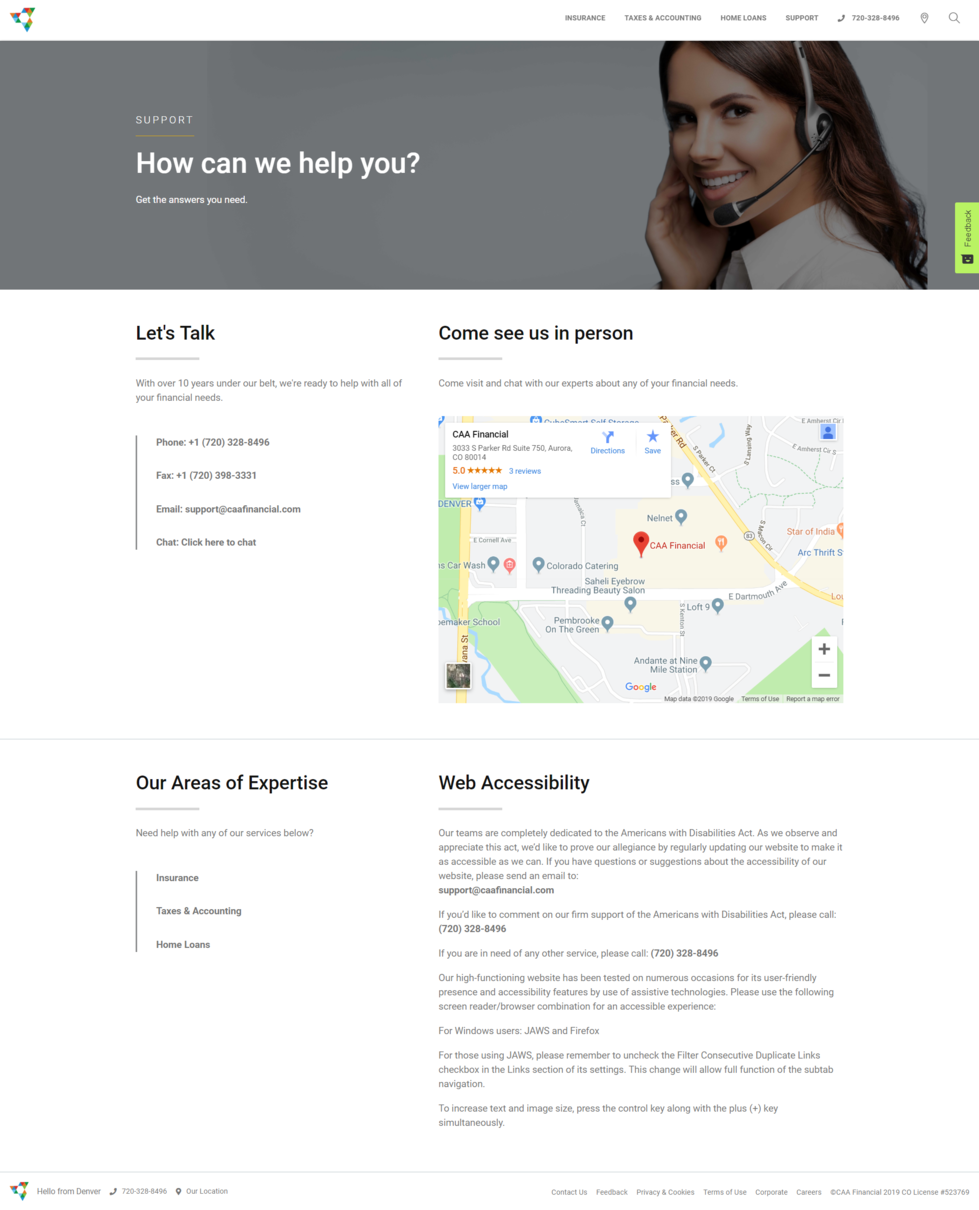 INSURANCE TAXES & ACCOUNTING HOME LOANS SUPPORT 720-328-8496
SUPPORT
How can we help you?
Get the answers you need.
Feedback
Let's Talk
With over 10 years under our belt, we're ready to help with all of
your financial needs.
Phone: +1 (720) 328-8496
Fax: +1 (720) 398-3331
Email: support@caafinancial.com
Chat: Click here to chat
Come see us in person
Come visit and chat with our experts about any of your financial needs.
CubeSmart Self Storage
CAA Financial
3033 S Parker Rd Suite 750, Aurora,
CO 80014
5.0 ★★★★★ 3 reviews
View larger map
Directions
Save
S Parker Ct
S Lansing Way
E Amherst Cir S
E Amherst Cir S
DENVER
Nelnet
CAA Financial
83
S Macon Cir
Star of India
Arc Thrift S
E Cornell Ave
s Car Wash
Colorado Catering
Saheli Eyebrow
Threading Beauty Salon
E Dartmouth Ave
Loft 9
S Kenton St
Pembrooke
On The Green
emaker School
vana St
Andante at Nine
Mile Station
Google
Map data ©2019 Google Terms of Use Report a map error
Our Areas of Expertise
Need help with any of our services below?
Insurance
Taxes & Accounting
Home Loans
Web Accessibility
Our teams are completely dedicated to the Americans with Disabilities Act. As we observe and
appreciate this act, we'd like to prove our allegiance by regularly updating our website to make it
as accessible as we can. If you have questions or suggestions about the accessibility of our
website, please send an email to:
support@caafinancial.com
If you'd like to comment on our firm support of the Americans with Disabilities Act, please call:
(720) 328-8496
If you are in need of any other service, please call: (720) 328-8496
Our high-functioning website has been tested on numerous occasions for its user-friendly
presence and accessibility features by use of assistive technologies. Please use the following
screen reader/browser combination for an accessible experience:
For Windows users: JAWS and Firefox
For those using JAWS, please remember to uncheck the Filter Consecutive Duplicate Links
checkbox in the Links section of its settings. This change will allow full function of the subtab
navigation.
To increase text and image size, press the control key along with the plus (+) key
simultaneously.
Hello from Denver 720-328-8496 Our Location
Contact Us Feedback Privacy & Cookies Terms of Use Corporate Careers ©CAA Financial 2019 CO License #523769